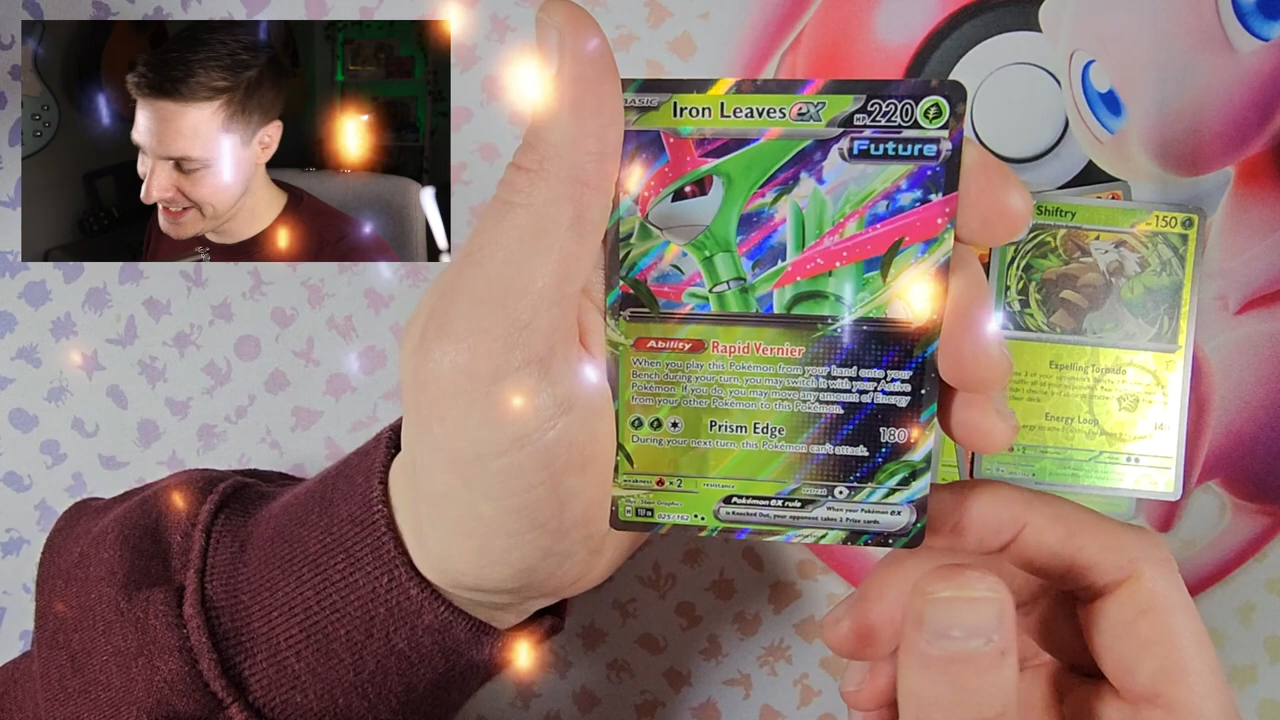 BASIC Iron Leaves ex HP 220
Future
Ability Rapid Vernier
When you play this Pokémon from your hand onto your
Bench during your turn, you may switch it with your Active
Pokémon. If you do, you may move any amount of Energy
from your other Pokémon to this Pokémon.
Prism Edge 180
During your next turn, this Pokémon can't attack.
weakness ×2 resistance retreat
Pokémon ex rule
When your Pokémon ex
is Knocked Out, your opponent takes 2 Prize cards.
H TEF EN 025/162
Shiftry 150
Expelling Tornado
Energy Loop